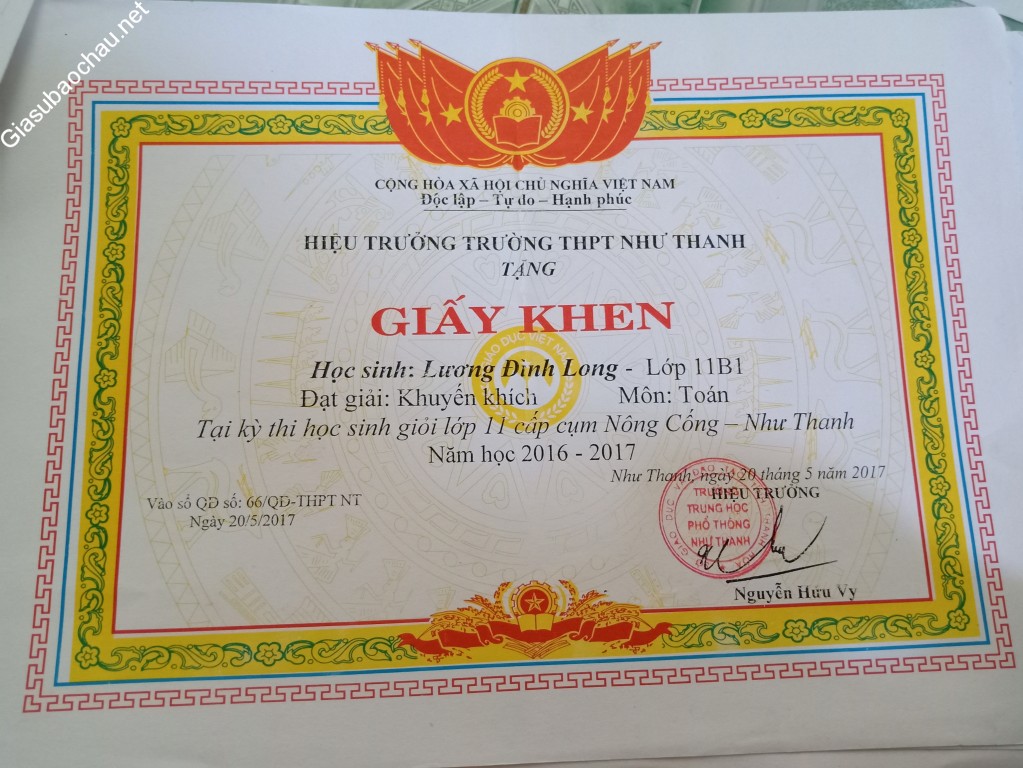 Giasubaochau.net
CỘNG HÒA XÃ HỘI CHỦ NGHĨA VIỆT NAM
Độc lập – Tự do – Hạnh phúc
HIỆU TRƯỞNG TRƯỜNG THPT NHƯ THANH
TẶNG
GIẤY KHEN
Học sinh: Lương Đình Long - Lớp 11B1
Đạt giải: Khuyến khích Môn: Toán
Tại kỳ thi học sinh giỏi lớp 11 cấp cụm Nông Cống – Như Thanh
Năm học 2016 - 2017
Như Thanh, ngày 20 tháng 5 năm 2017
Vào sổ QĐ số: 66/QĐ-THPT NT
Ngày 20/5/2017
HIỆU TRƯỞNG
TRƯỜNG
TRUNG HỌC
PHỔ THÔNG
NHƯ THANH
Nguyễn Hữu Vy